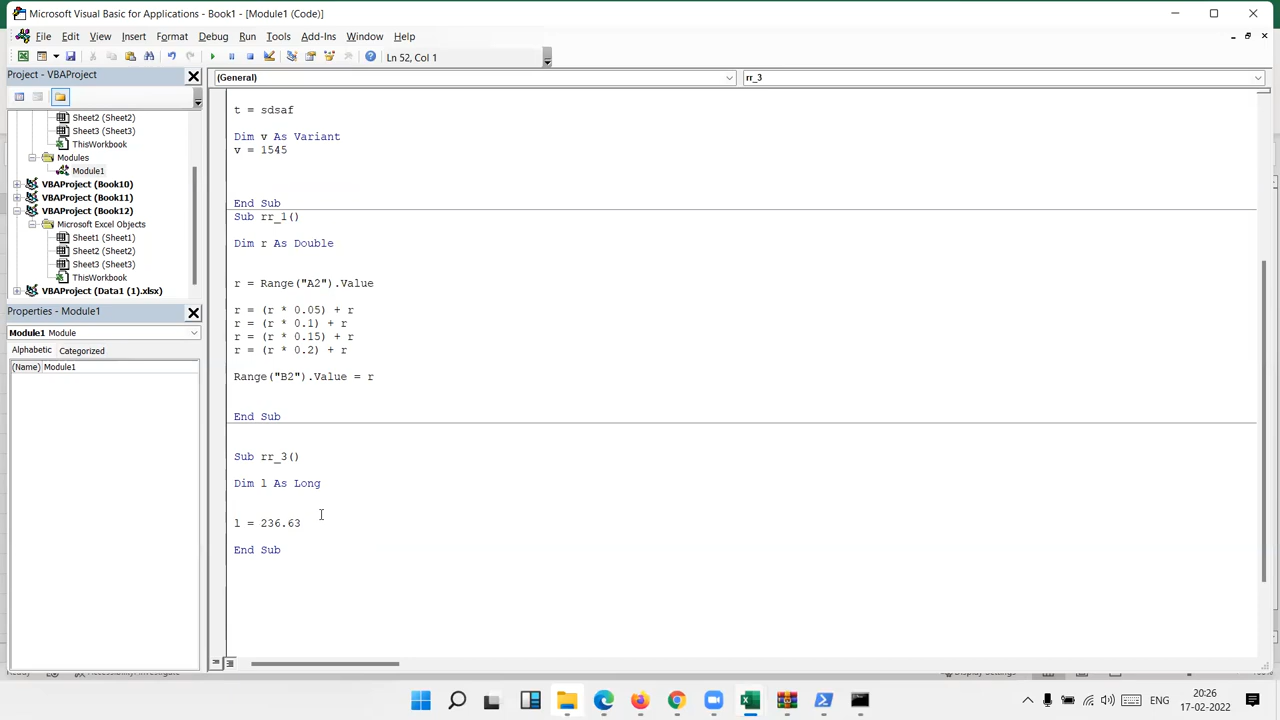 Microsoft Visual Basic for Applications - Book1 - [Module1 (Code)]
File Edit View Insert Format Debug Run Tools Add-Ins Window Help
Ln 52, Col 1
Project - VBAProject
(General)
rr_3
Sheet2 (Sheet2)
Sheet3 (Sheet3)
ThisWorkbook
Modules
Module1
VBAProject (Book10)
VBAProject (Book11)
VBAProject (Book12)
Microsoft Excel Objects
Sheet1 (Sheet1)
Sheet2 (Sheet2)
Sheet3 (Sheet3)
ThisWorkbook
VBAProject (Data1 (1).xlsx)
Properties - Module1
Module1 Module
Alphabetic Categorized
(Name) Module1
t = sdsaf
Dim v As Variant
v = 1545
End Sub
Sub rr_1()
Dim r As Double
r = Range("A2").Value
r = (r * 0.05) + r
r = (r * 0.1) + r
r = (r * 0.15) + r
r = (r * 0.2) + r
Range("B2").Value = r
End Sub
Sub rr_3()
Dim l As Long
l = 236.63
End Sub
ENG
20:26
17-02-2022